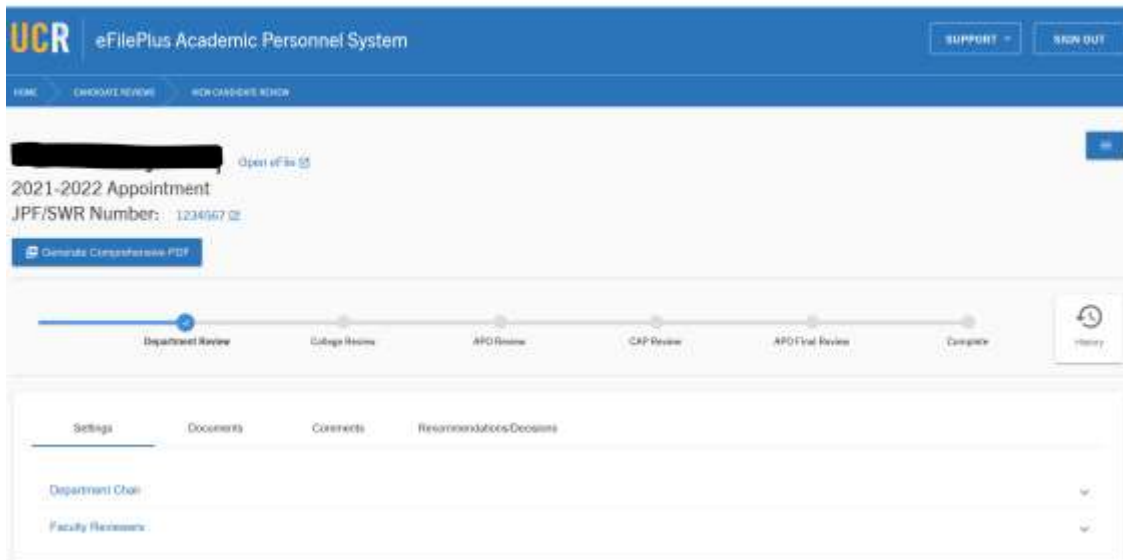 UCR eFilePlus Academic Personnel System SUPPORT SIGN OUT
HOME CANDIDATE REVIEWS VIEW CANDIDATE REVIEW
Open eFile
2021-2022 Appointment
JPF/SWR Number: 1234567
Generate Comprehensive PDF
Department Review College Review APO Review CAP Review APO Final Review Complete History
Settings Documents Comments Recommendations/Decisions
Department Chair
Faculty Reviewers